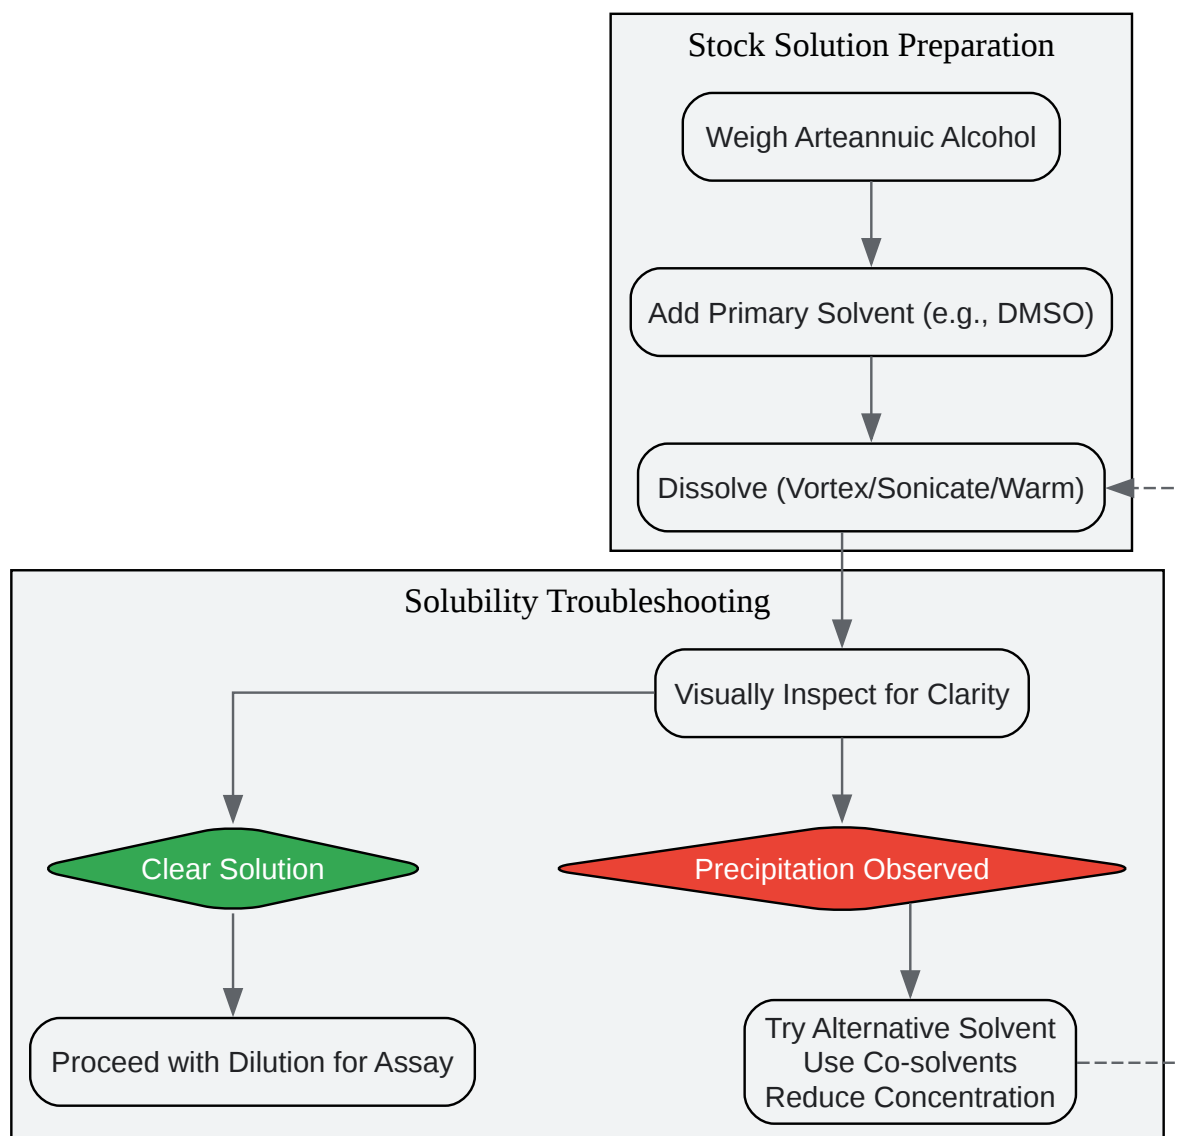 Stock Solution Preparation
Weigh Arteannuic Alcohol
Add Primary Solvent (e.g., DMSO)
Dissolve (Vortex/Sonicate/Warm)
Solubility Troubleshooting
Visually Inspect for Clarity
Clear Solution
Precipitation Observed
Proceed with Dilution for Assay
Try Alternative Solvent
Use Co-solvents
Reduce Concentration